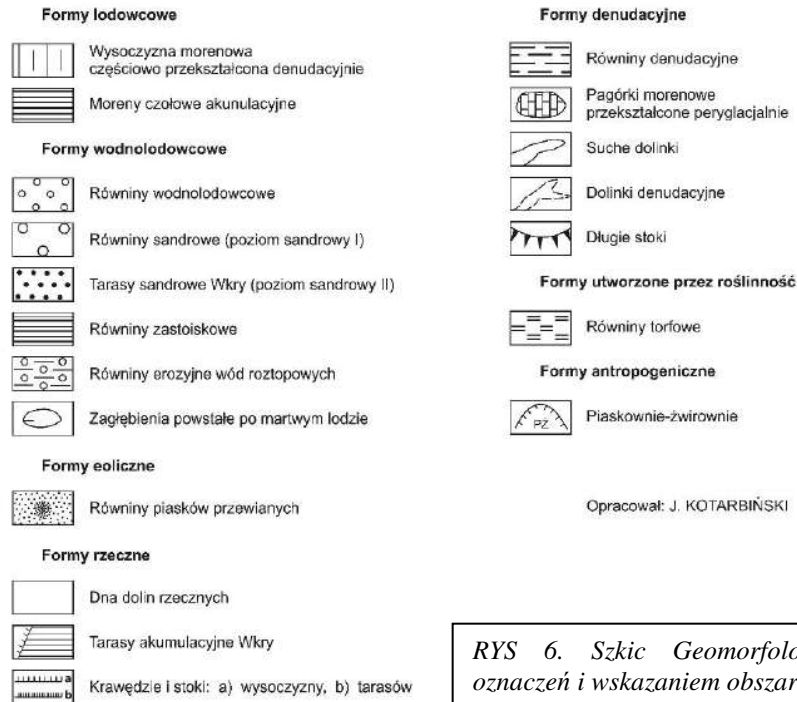 Formy lodowcowe
Wysoczyzna morenowa
częściowo przekształcona denudacyjnie
Moreny czołowe akunulacyjne
Formy wodnolodowcowe
Równiny wodnolodowcowe
Równiny sandrowe (poziom sandrowy I)
Tarasy sandrowe Wkry (poziom sandrowy II)
Równiny zastoiskowe
Równiny erozyjne wód roztopowych
Zagłębienia powstałe po martwym lodzie
Formy eoliczne
Równiny piasków przewianych
Formy rzeczne
Dna dolin rzecznych
Tarasy akumulacyjne Wkry
a
b
Krawędzie i stoki: a) wysoczyzny, b) tarasów
Formy denudacyjne
Równiny denudacyjne
Pagórki morenowe
przekształcone peryglacjalnie
Suche dolinki
Dolinki denudacyjne
Długie stoki
Formy utworzone przez roślinność
Równiny torfowe
Formy antropogeniczne
PŻ
Piaskownie-żwirownie
Opracował: J. KOTARBIŃSKI
RYS 6. Szkic Geomorfolo
oznaczeń i wskazaniem obszar